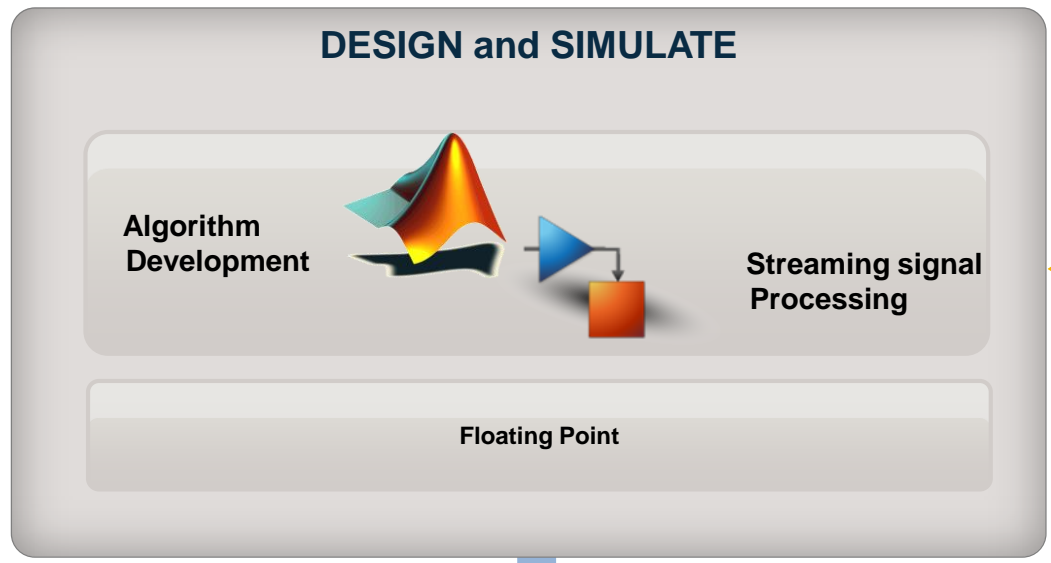 DESIGN and SIMULATE
Algorithm
Development
Streaming signal
Processing
Floating Point